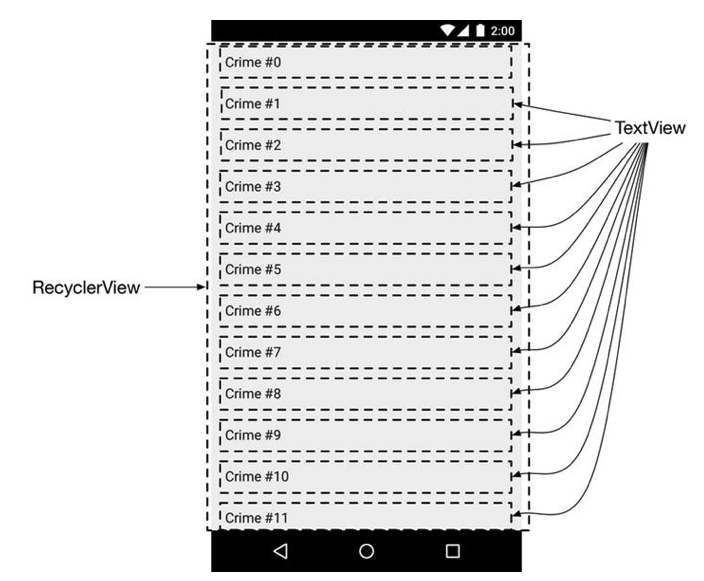 2:00
Crime #0
Crime #1
TextView
Crime #2
Crime #3
Crime #4
Crime #5
RecyclerView
Crime #6
Crime #7
Crime #8
Crime #9
Crime #10
Crime #11